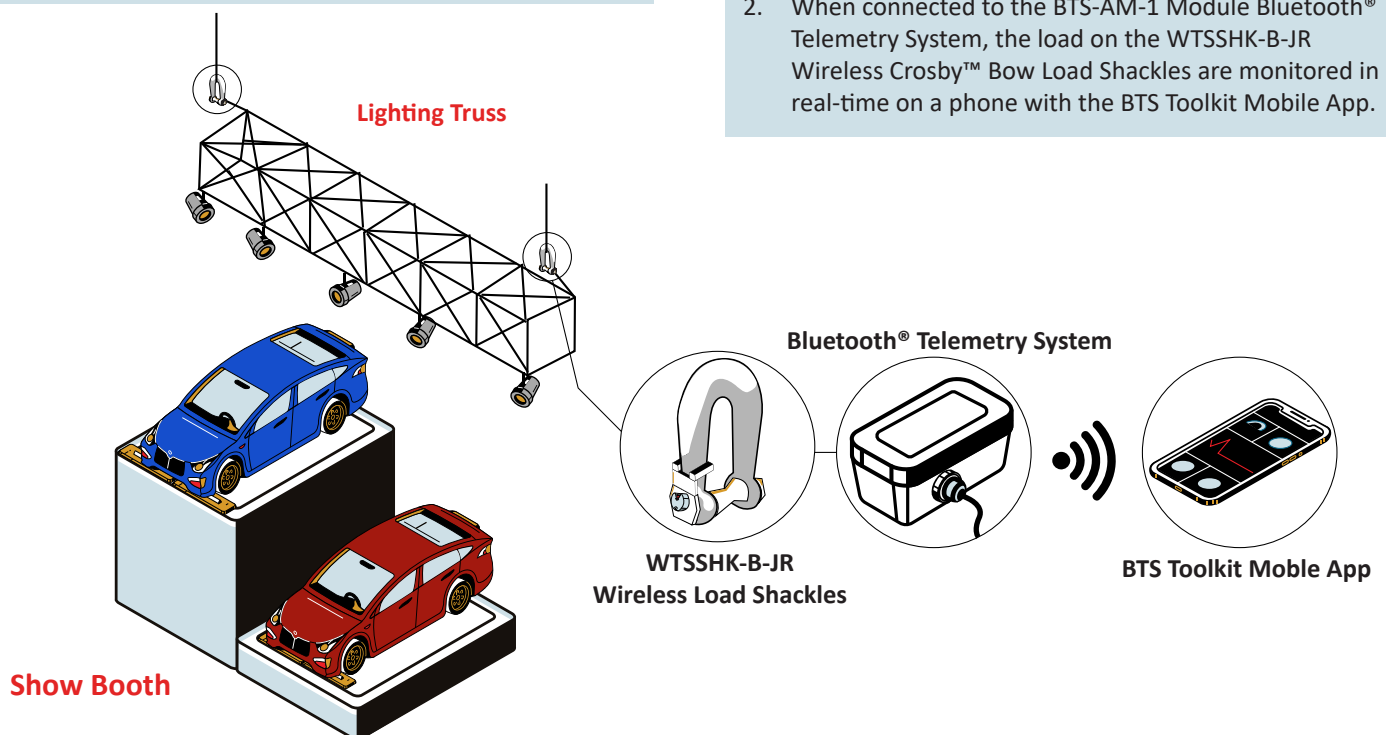 2. When connected to the BTS-AM-1 Module Bluetooth®
Telemetry System, the load on the WTSSHK-B-JR
Wireless Crosby™ Bow Load Shackles are monitored in
real-time on a phone with the BTS Toolkit Mobile App.
Lighting Truss
Bluetooth® Telemetry System
WTSSHK-B-JR
Wireless Load Shackles
BTS Toolkit Moble App
Show Booth